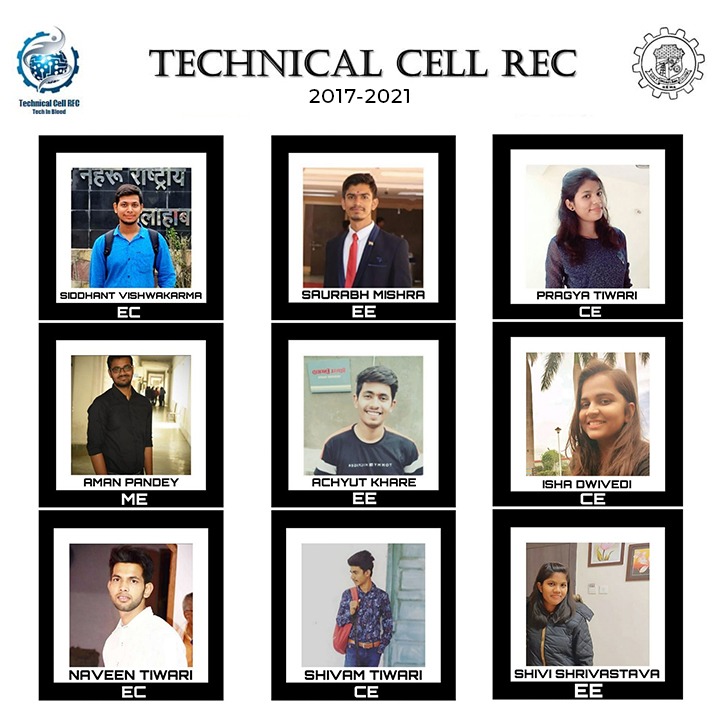 TECHNICAL CELL REC
2017-2021
Technical Cell REC
Tech in Blood
नेहरू राष्ट्रीय
लाहाब
SIDDHANT VISHWAKARMA
EC
SAURABH MISHRA
EE
PRAGYA TIWARI
CE
AMAN PANDEY
ME
ACHYUT KHARE
EE
ISHA DWIVEDI
CE
NAVEEN TIWARI
EC
SHIVAM TIWARI
CE
SHIVI SHRIVASTAVA
EE